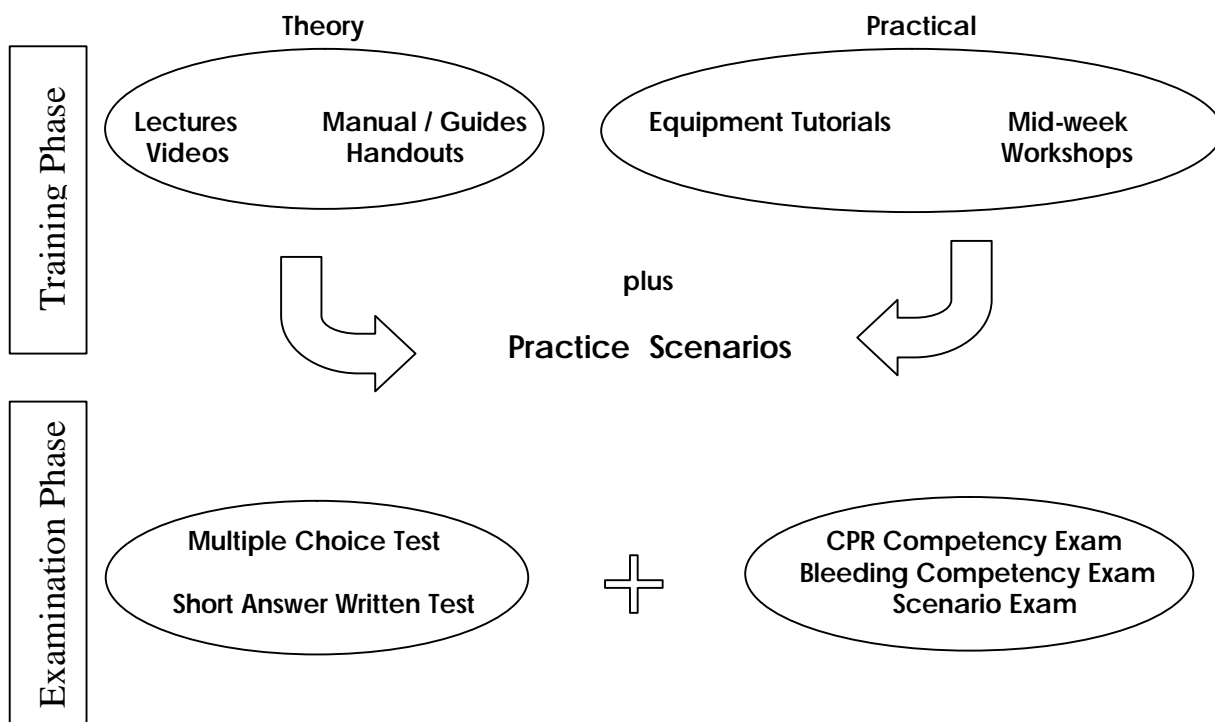 Theory
Practical
Training Phase
Lectures
Videos
Manual / Guides
Handouts
Equipment Tutorials
Mid-week
Workshops
plus
Practice Scenarios
Examination Phase
Multiple Choice Test
Short Answer Written Test
CPR Competency Exam
Bleeding Competency Exam
Scenario Exam